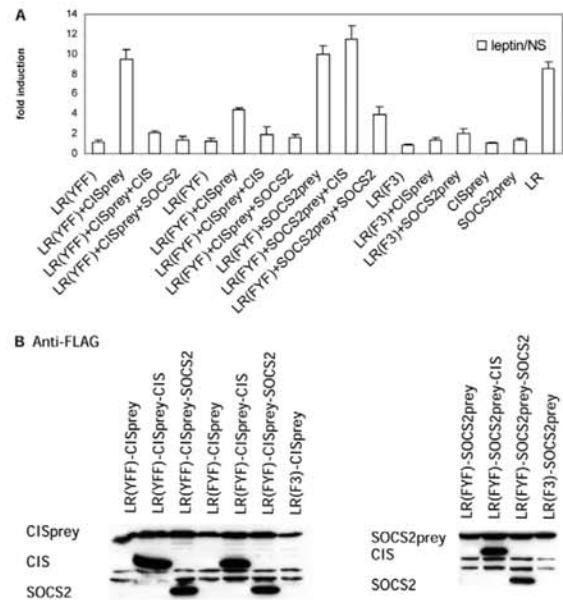 A
fold induction
14
12
10
8
6
4
2
0
leptin/NS
LR(YFF)
LR(YFF)+CISprey
LR(YFF)+CISprey+CIS
LR(YFF)+CISprey+SOCS2
LR(FYF)
LR(FYF)+CISprey
LR(FYF)+CISprey+CIS
LR(FYF)+CISprey+SOCS2
LR(FYF)+SOCS2prey
LR(FYF)+SOCS2prey+CIS
LR(FYF)+SOCS2prey+SOCS2
LR(F3)
LR(F3)+CISprey
LR(F3)+SOCS2prey
CISprey
SOCS2prey
LR
B Anti-FLAG
LR(YFF)-CISprey
LR(YFF)-CISprey-CIS
LR(YFF)-CISprey-SOCS2
LR(FYF)-CISprey
LR(FYF)-CISprey-CIS
LR(FYF)-CISprey-SOCS2
LR(F3)-CISprey
CISprey
CIS
SOCS2
LR(FYF)-SOCS2prey
LR(FYF)-SOCS2prey-CIS
LR(FYF)-SOCS2prey-SOCS2
LR(F3)-SOCS2prey
SOCS2prey
CIS
SOCS2